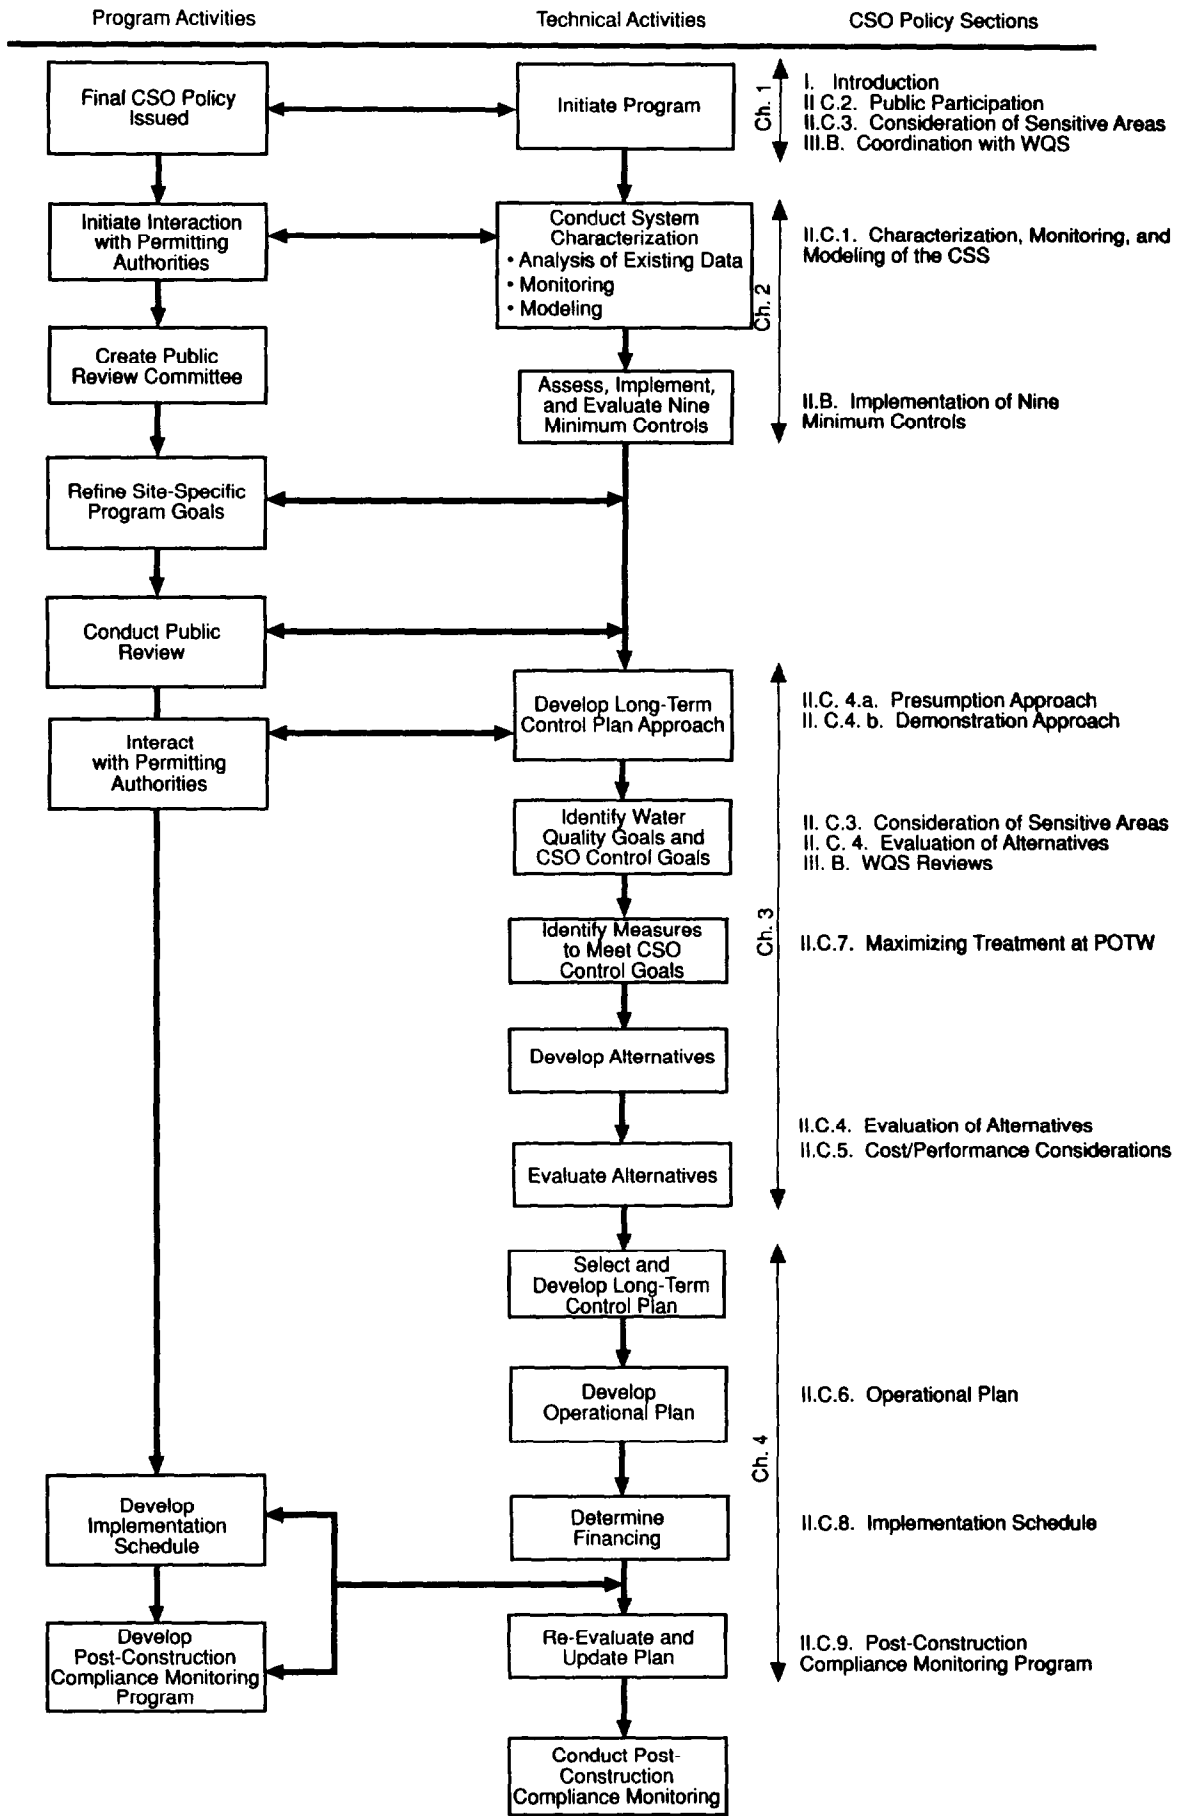 Program Activities
Technical Activities
CSO Policy Sections
Final CSO Policy
Issued
Initiate Program
Ch. 1
I. Introduction
II C.2. Public Participation
II.C.3. Consideration of Sensitive Areas
III.B. Coordination with WQS
Initiate Interaction
with Permitting
Authorities
Conduct System
Characterization
• Analysis of Existing Data
• Monitoring
• Modeling
Ch. 2
II.C.1. Characterization, Monitoring, and
Modeling of the CSS
Create Public
Review Committee
Assess, Implement,
and Evaluate Nine
Minimum Controls
II.B. Implementation of Nine
Minimum Controls
Refine Site-Specific
Program Goals
Conduct Public
Review
Develop Long-Term
Control Plan Approach
II.C. 4.a. Presumption Approach
II. C.4. b. Demonstration Approach
Interact
with Permitting
Authorities
Identify Water
Quality Goals and
CSO Control Goals
II. C.3. Consideration of Sensitive Areas
II. C. 4. Evaluation of Alternatives
III. B. WQS Reviews
Ch. 3
Identify Measures
to Meet CSO
Control Goals
II.C.7. Maximizing Treatment at POTW
Develop Alternatives
Evaluate Alternatives
II.C.4. Evaluation of Alternatives
II.C.5. Cost/Performance Considerations
Select and
Develop Long-Term
Control Plan
Develop
Operational Plan
II.C.6. Operational Plan
Ch. 4
Develop
Implementation
Schedule
Determine
Financing
II.C.8. Implementation Schedule
Develop
Post-Construction
Compliance Monitoring
Program
Re-Evaluate and
Update Plan
II.C.9. Post-Construction
Compliance Monitoring Program
Conduct Post-
Construction
Compliance Monitoring